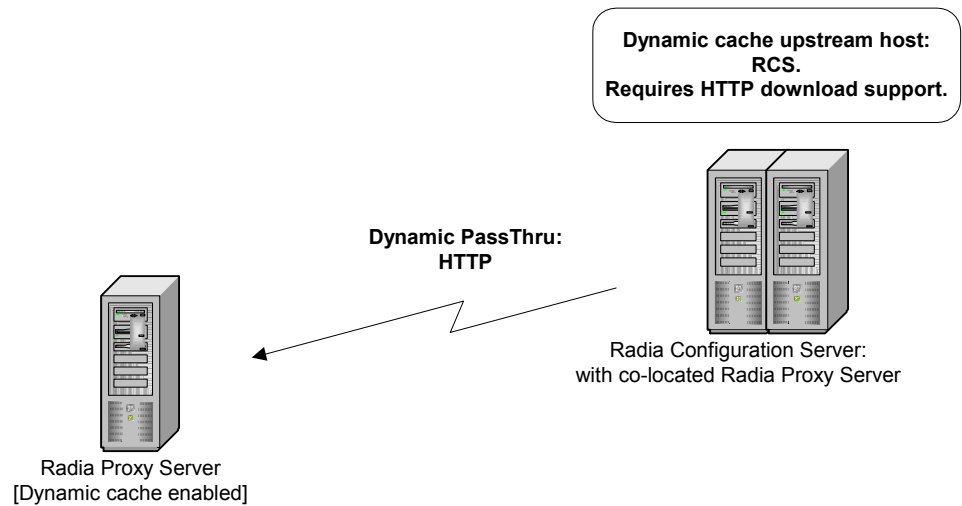 Dynamic cache upstream host:
RCS.
Requires HTTP download support.
Dynamic PassThru:
HTTP
Radia Configuration Server:
with co-located Radia Proxy Server
Radia Proxy Server
[Dynamic cache enabled]